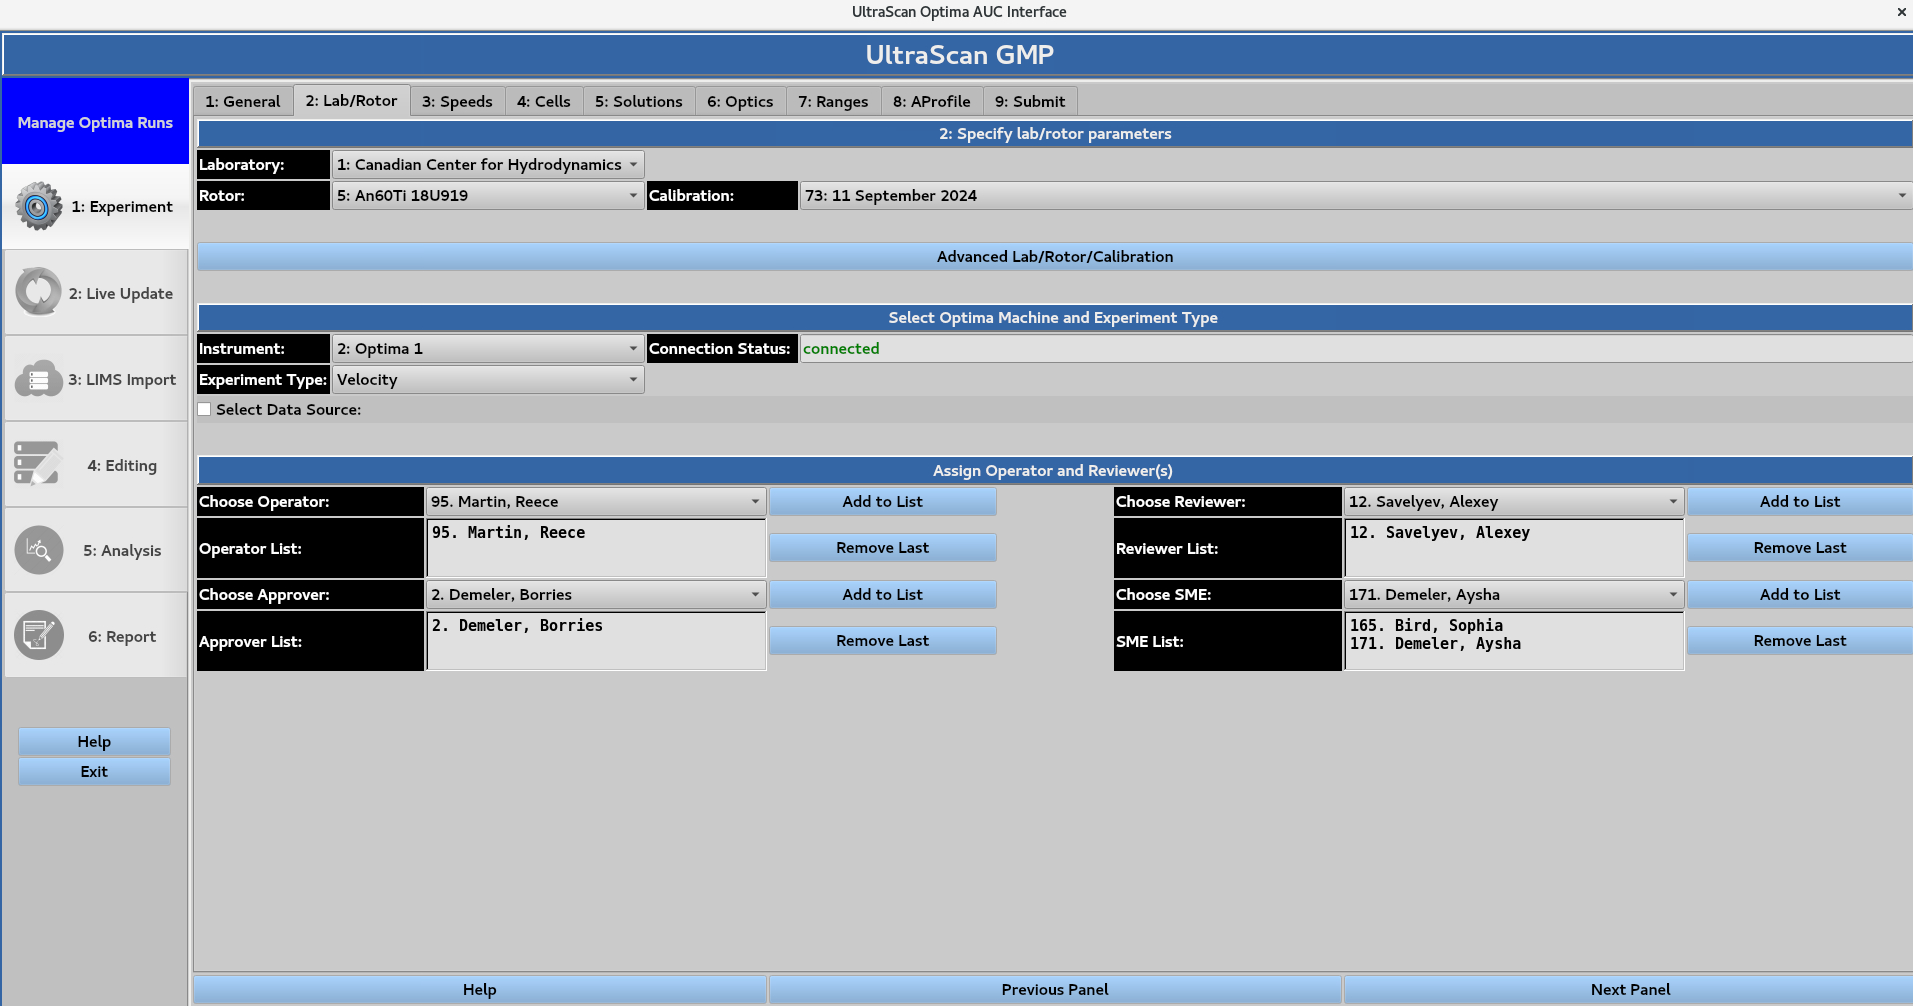 UltraScan Optima AUC Interface ×
UltraScan GMP
Manage Optima Runs
1: Experiment
2: Live Update
3: LIMS Import
4: Editing
5: Analysis
6: Report
Help
Exit
1: General 2: Lab/Rotor 3: Speeds 4: Cells 5: Solutions 6: Optics 7: Ranges 8: AProfile 9: Submit
2: Specify lab/rotor parameters
Laboratory: 1: Canadian Center for Hydrodynamics
Rotor: 5: An60Ti 18U919 Calibration: 73: 11 September 2024
Advanced Lab/Rotor/Calibration
Select Optima Machine and Experiment Type
Instrument: 2: Optima 1 Connection Status: connected
Experiment Type: Velocity
Select Data Source:
Assign Operator and Reviewer(s)
Choose Operator: 95. Martin, Reece Add to List Choose Reviewer: 12. Savelyev, Alexey Add to List
Operator List: 95. Martin, Reece Remove Last Reviewer List: 12. Savelyev, Alexey Remove Last
Choose Approver: 2. Demeler, Borries Add to List Choose SME: 171. Demeler, Aysha Add to List
Approver List: 2. Demeler, Borries Remove Last SME List: 165. Bird, Sophia
171. Demeler, Aysha Remove Last
Help Previous Panel Next Panel